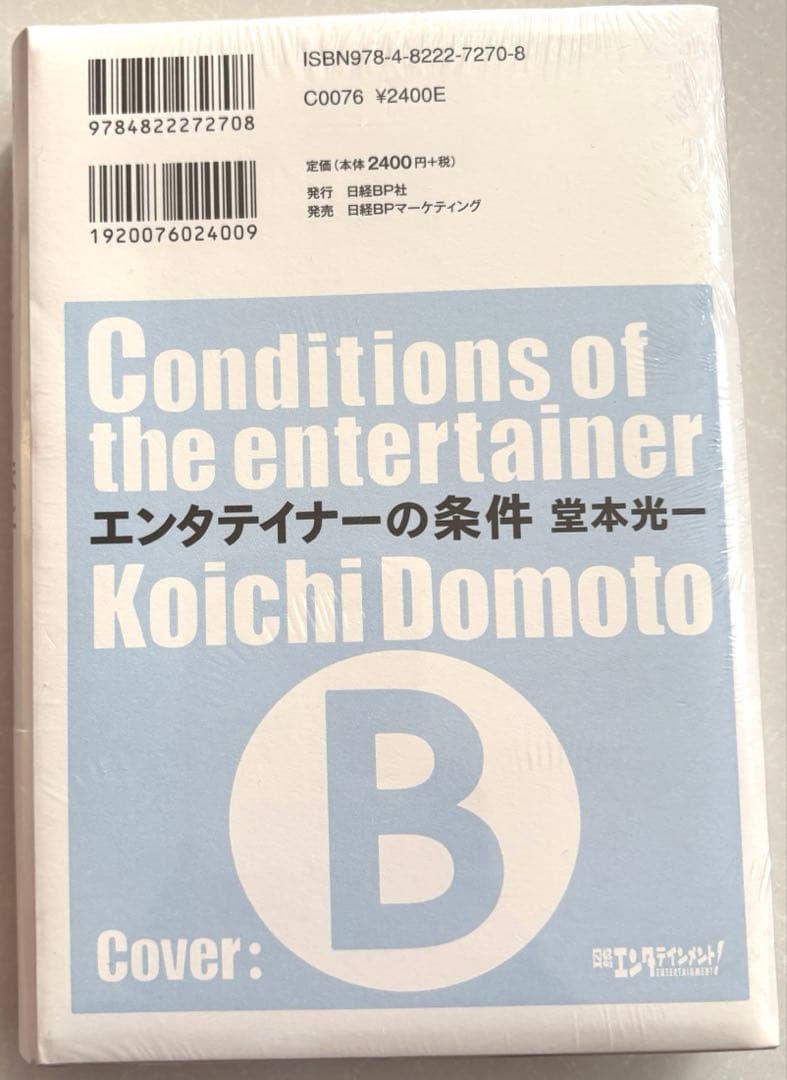 ISBN978-4-8222-7270-8
C0076 ¥2400E
9784822272708
定価（本体2400円+税）
発行 日経BP社
発売 日経BPマーケティング
1920076024009
Conditions of
the entertainer
エンタテイナーの条件 堂本光一
Koichi Domoto
B
Cover:
日経エンタテインメント!
ENTERTAINMENT!